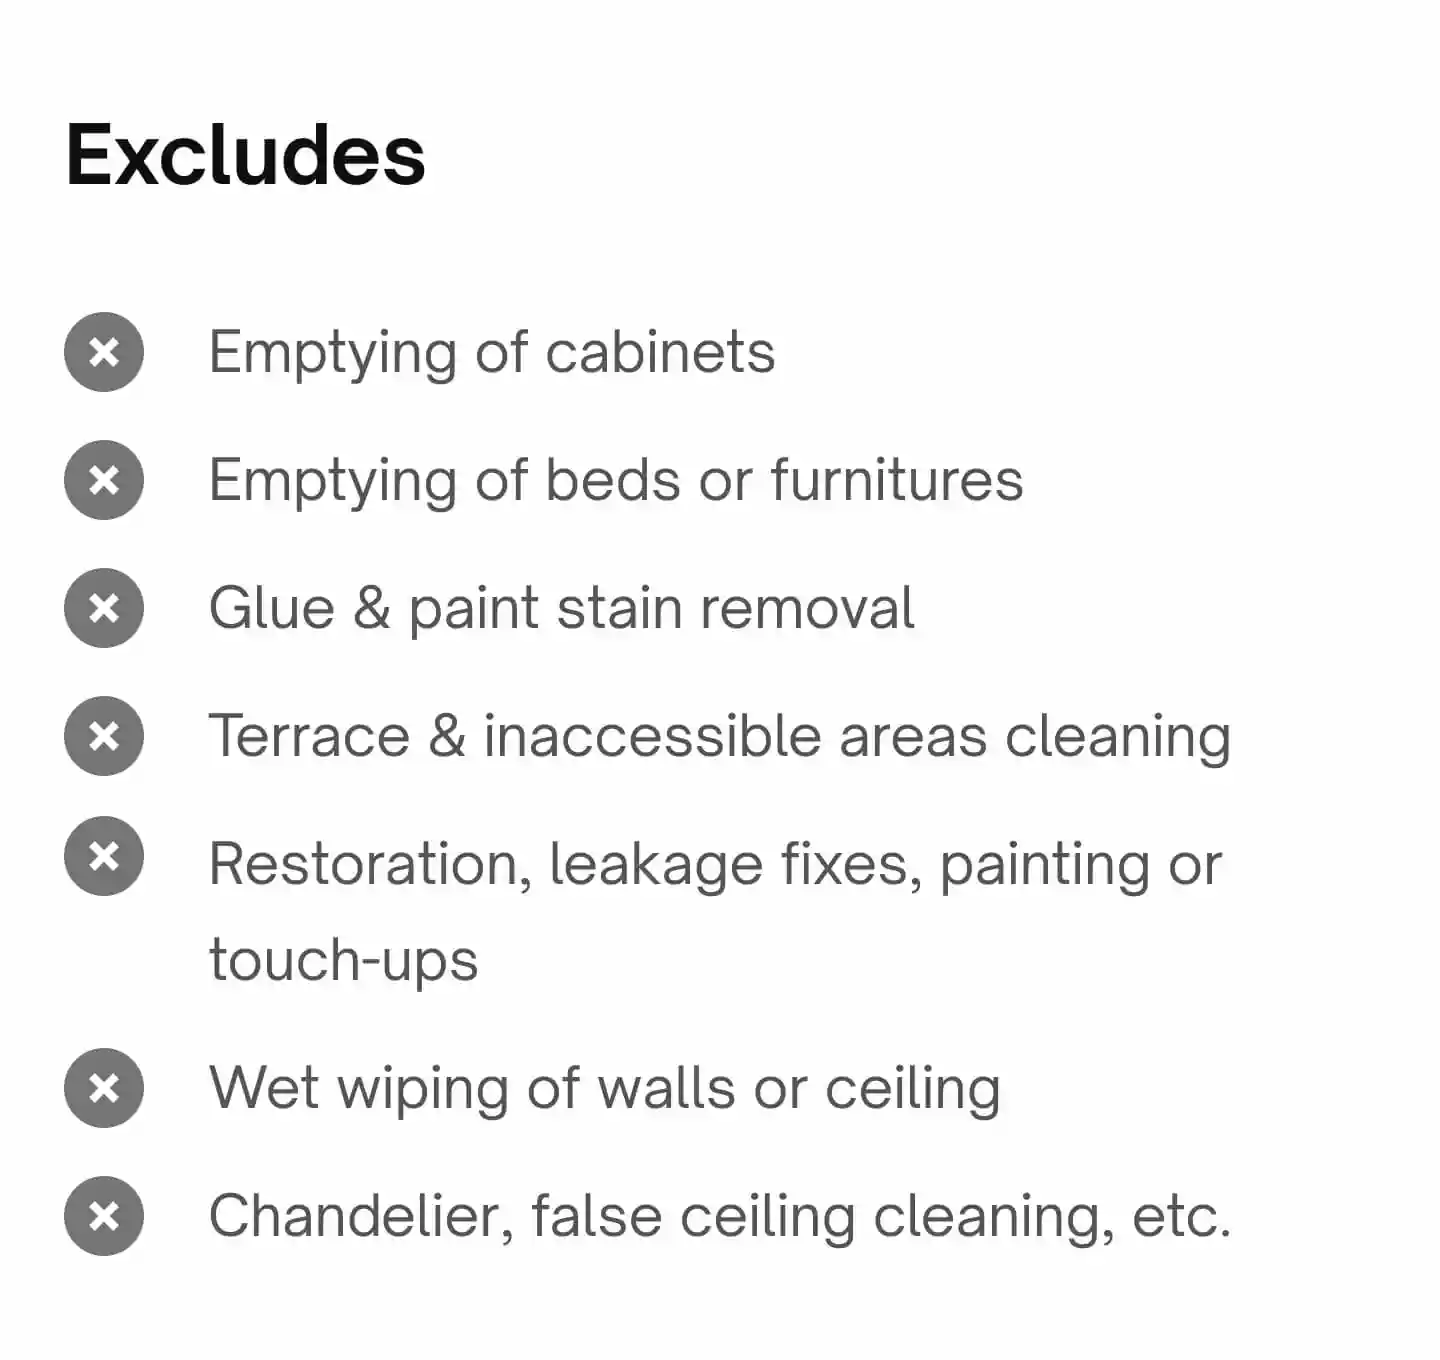 Excludes
Emptying of cabinets
Emptying of beds or furnitures
Glue & paint stain removal
Terrace & inaccessible areas cleaning
Restoration, leakage fixes, painting or
touch-ups
Wet wiping of walls or ceiling
Chandelier, false ceiling cleaning, etc.